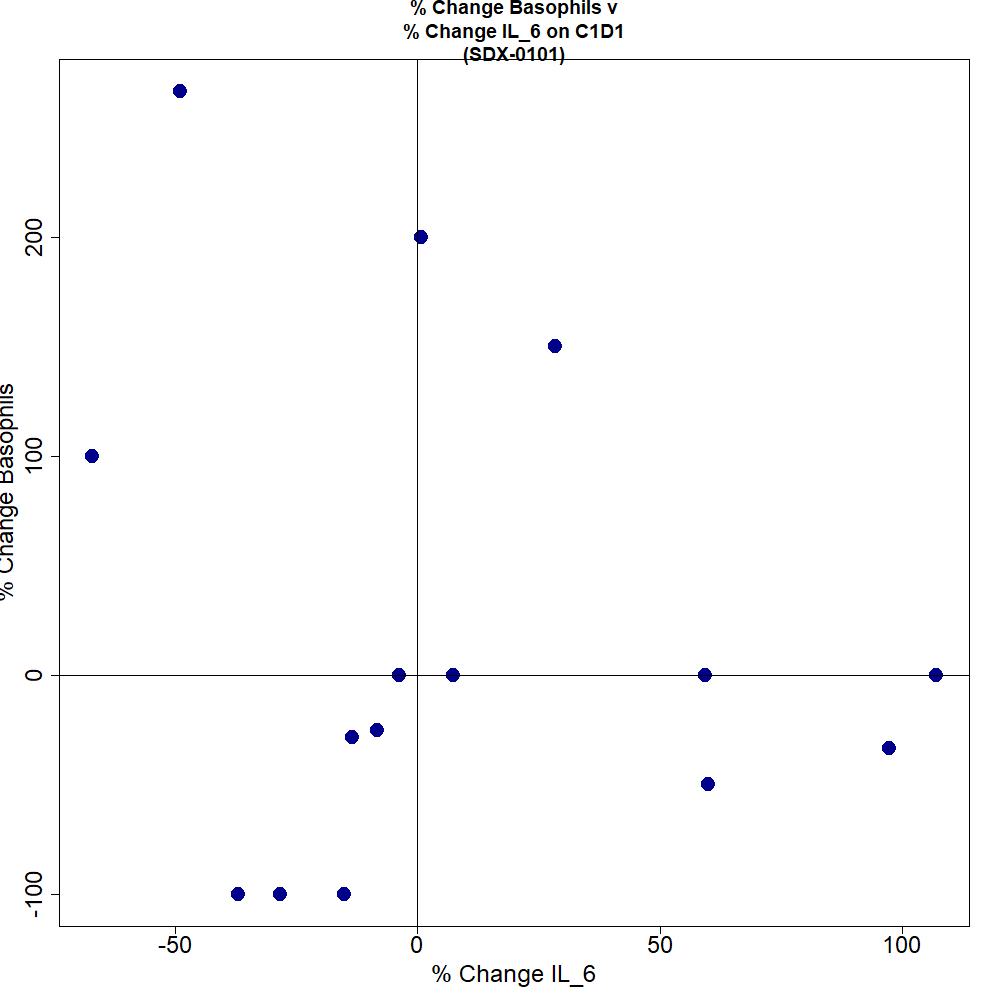 % Change Basophils v
% Change IL_6 on C1D1
(SDX-0101)
% Change Basophils
200
100
0
-100
-50
0
50
100
% Change IL_6